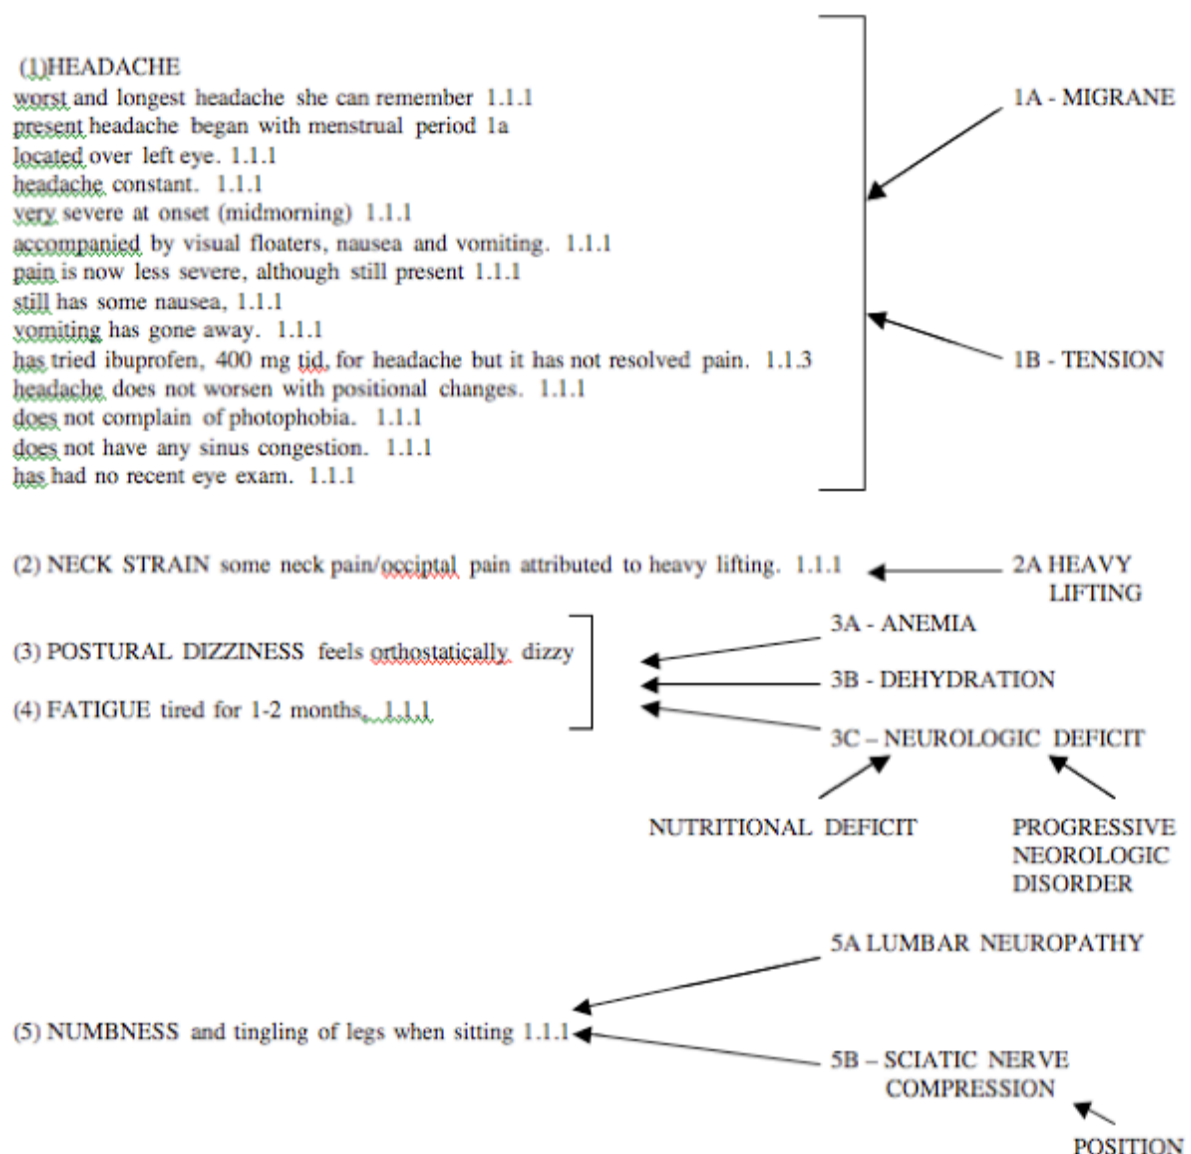 (1)HEADACHE
worst and longest headache she can remember 1.1.1
present headache began with menstrual period 1a
located over left eye. 1.1.1
headache constant. 1.1.1
very severe at onset (midmorning) 1.1.1
accompanied by visual floaters, nausea and vomiting. 1.1.1
pain is now less severe, although still present 1.1.1
still has some nausea, 1.1.1
vomiting has gone away. 1.1.1
has tried ibuprofen, 400 mg tid, for headache but it has not resolved pain. 1.1.3
headache does not worsen with positional changes. 1.1.1
does not complain of photophobia. 1.1.1
does not have any sinus congestion. 1.1.1
has had no recent eye exam. 1.1.1
1A - MIGRANE
1B - TENSION
(2) NECK STRAIN some neck pain/occiptal pain attributed to heavy lifting. 1.1.1
2A HEAVY
LIFTING
(3) POSTURAL DIZZINESS feels orthostatically dizzy
(4) FATIGUE tired for 1-2 months, 1.1.1
3A - ANEMIA
3B - DEHYDRATION
3C – NEUROLOGIC DEFICIT
NUTRITIONAL DEFICIT
PROGRESSIVE
NEOROLOGIC
DISORDER
(5) NUMBNESS and tingling of legs when sitting 1.1.1
5A LUMBAR NEUROPATHY
5B – SCIATIC NERVE
COMPRESSION
POSITION